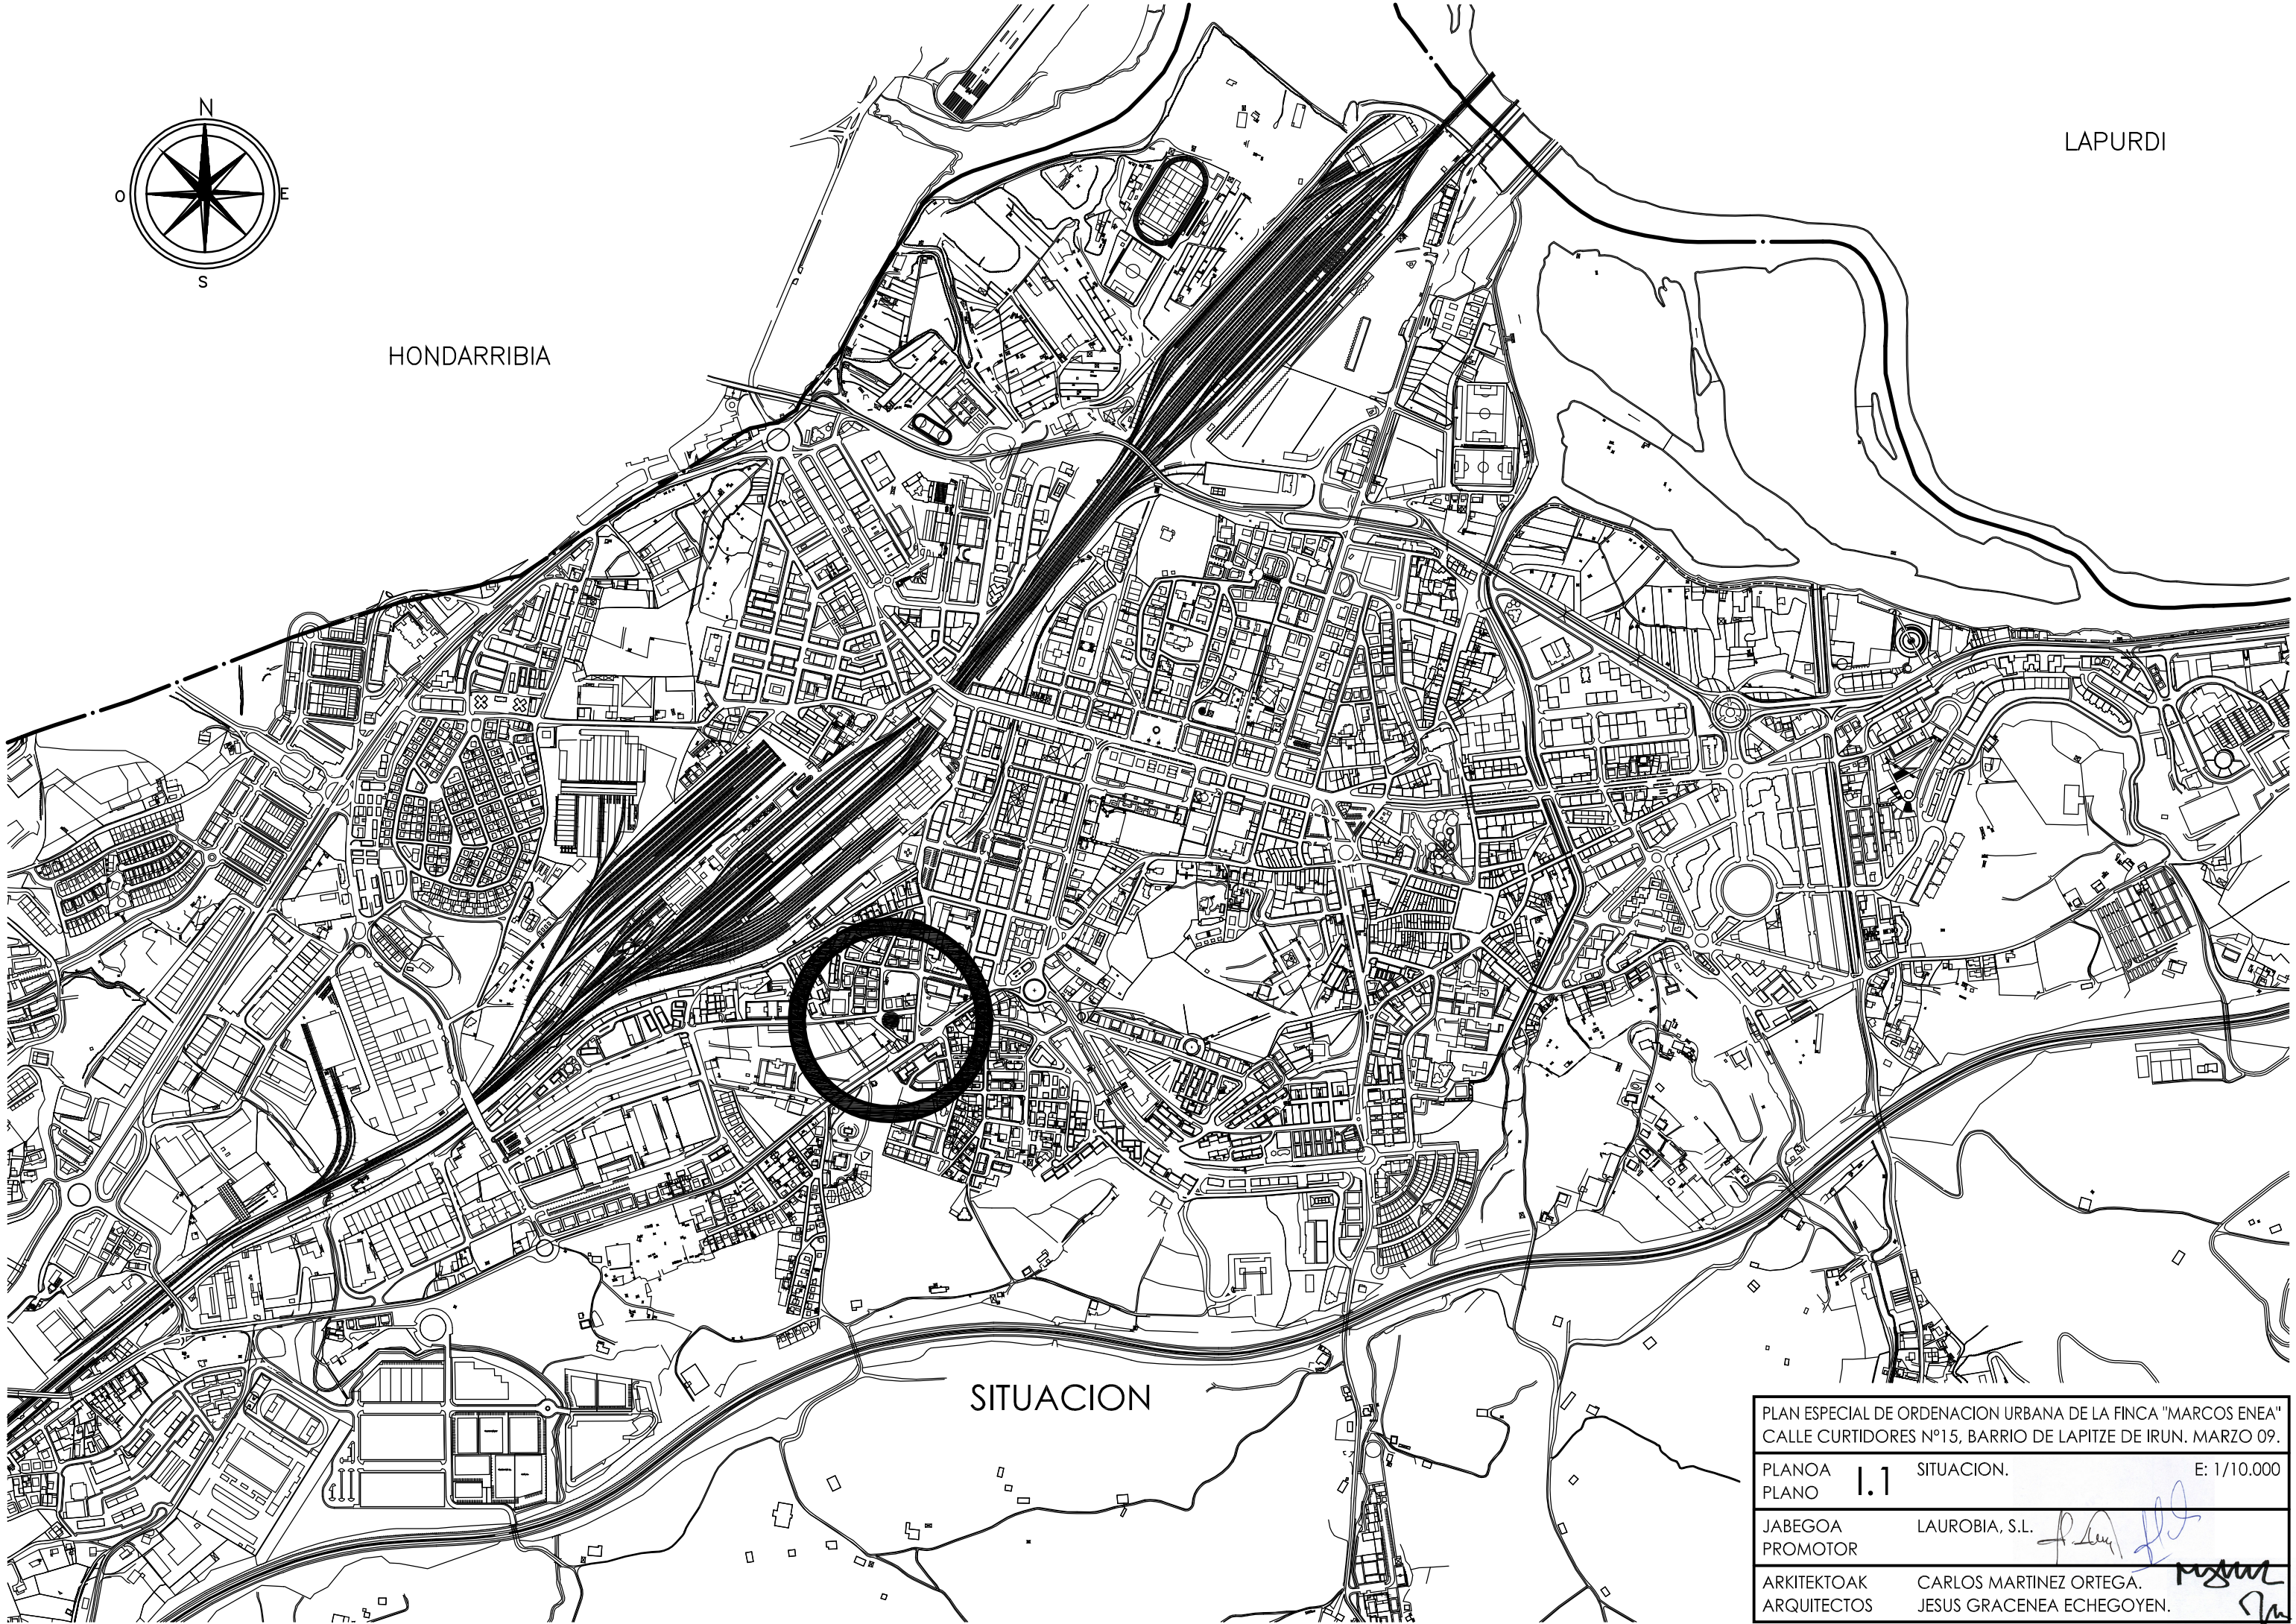 N
LAPURDI
O
E
S
HONDARRIBIA
SITUACION
PLAN ESPECIAL DE ORDENACION URBANA DE LA FINCA "MARCOS ENEA"
CALLE CURTIDORES Nº15, BARRIO DE LAPITZE DE IRUN. MARZO 09.
PLANOA
PLANO
I.1
SITUACION.
E: 1/10.000
JABEGOA
PROMOTOR
LAUROBIA, S.L.
ARKITEKTOAK
ARQUITECTOS
CARLOS MARTINEZ ORTEGA.
JESUS GRACENEA ECHEGOYEN.